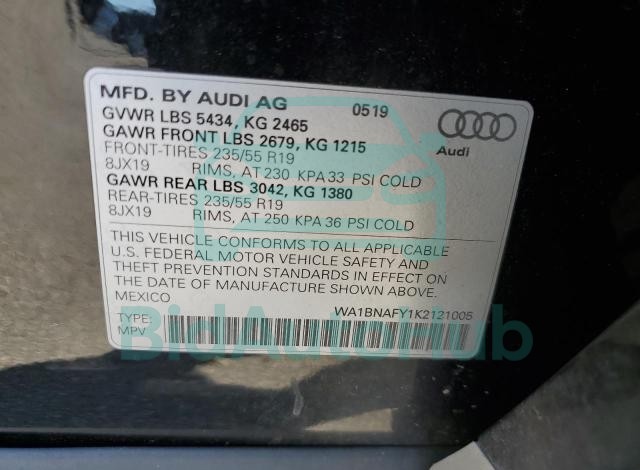 MFD. BY AUDI AG 0519
GVWR LBS 5434, KG 2465
GAWR FRONT LBS 2679, KG 1215
FRONT-TIRES 235/55 R19
8JX19 RIMS, AT 230 KPA 33 PSI COLD
GAWR REAR LBS 3042, KG 1380
REAR-TIRES 235/55 R19
8JX19 RIMS, AT 250 KPA 36 PSI COLD
Audi
THIS VEHICLE CONFORMS TO ALL APPLICABLE
U.S. FEDERAL MOTOR VEHICLE SAFETY AND
THEFT PREVENTION STANDARDS IN EFFECT ON
THE DATE OF MANUFACTURE SHOWN ABOVE.
MEXICO
WA1BNAFY1K2121005
TYPE:
MPV
BidAutoHub